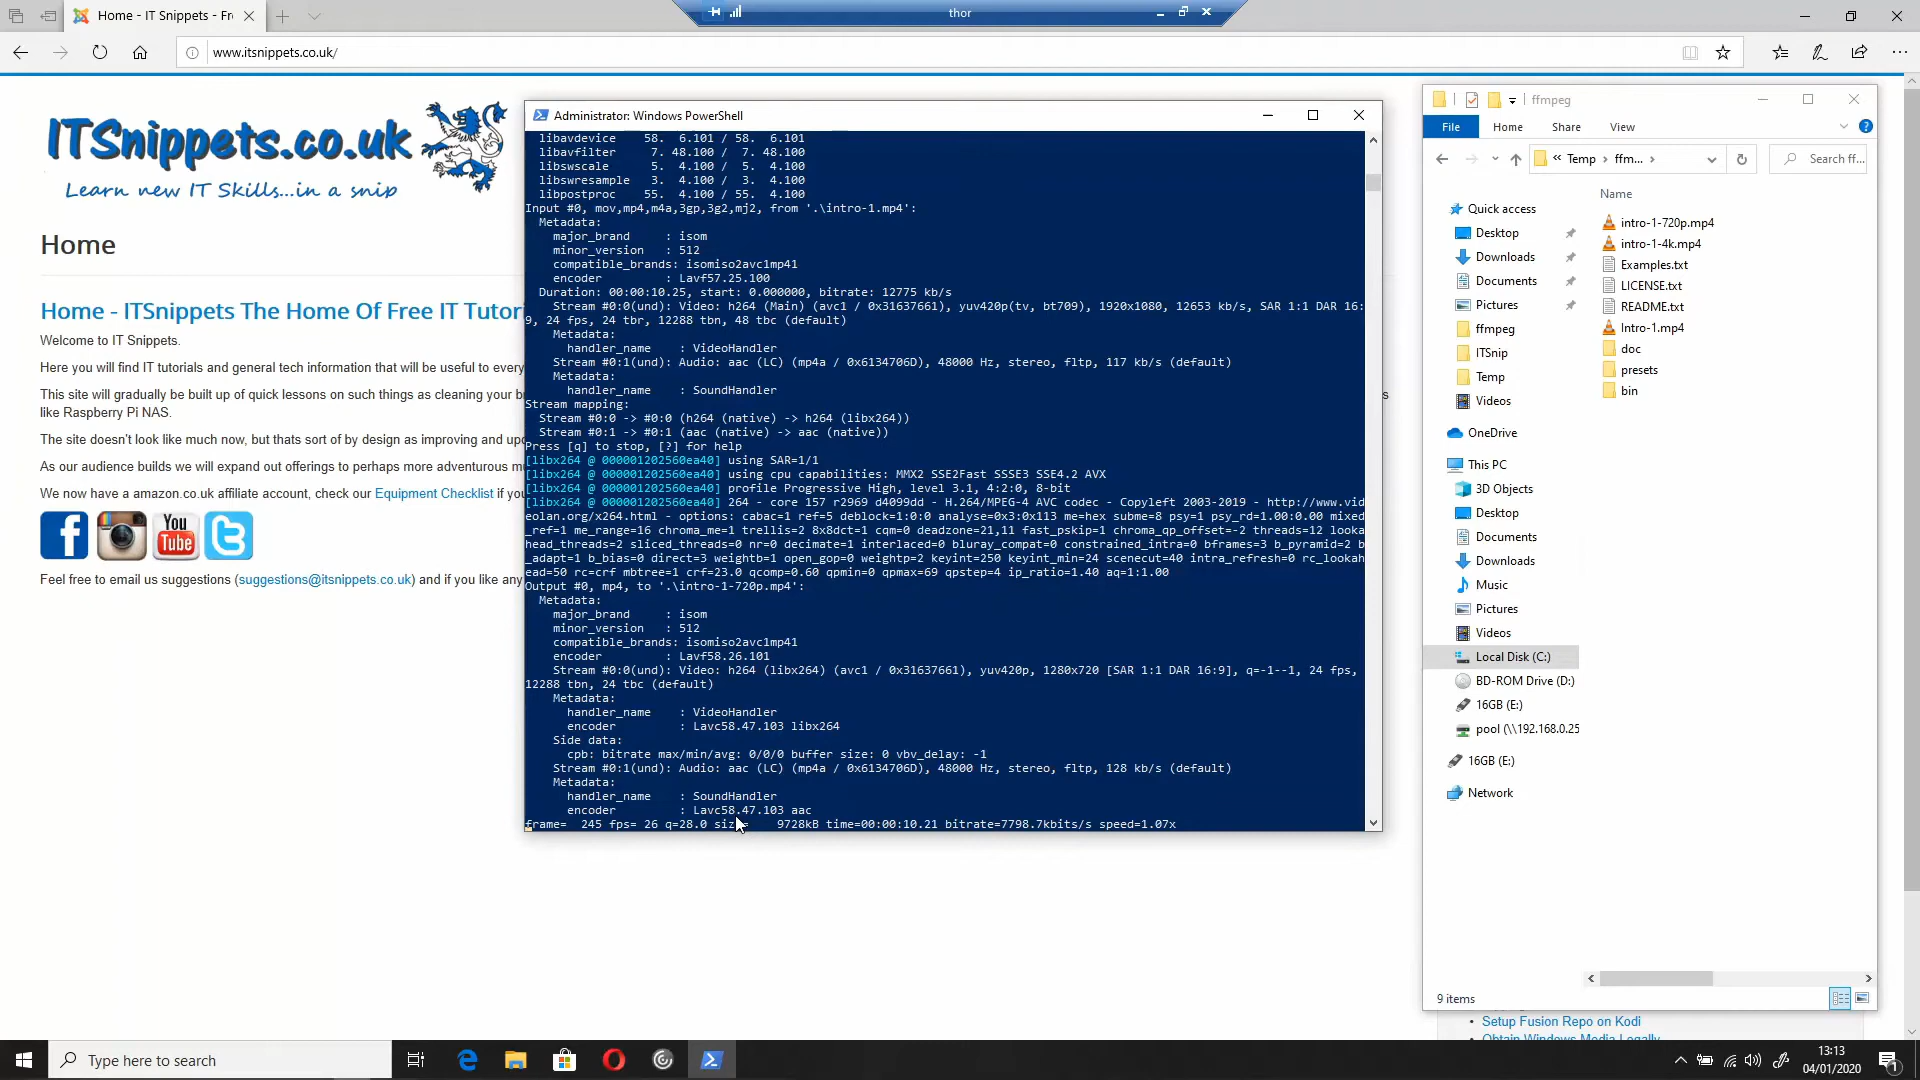 Home - IT Snippets - Fr
thor
www.itsnippets.co.uk/
ITSnippets.co.uk
Learn new IT Skills...in a snip
Home
Home - ITSnippets The Home Of Free IT Tutor
Welcome to IT Snippets.
Here you will find IT tutorials and general tech information that will be useful to every
This site will gradually be built up of quick lessons on such things as cleaning your b
like Raspberry Pi NAS.
The site doesn't look like much now, but thats sort of by design as improving and up
As our audience builds we will expand out offerings to perhaps more adventurous m
We now have a amazon.co.uk affiliate account, check our Equipment Checklist if yo
You
Tube
Feel free to email us suggestions (suggestions@itsnippets.co.uk) and if you like any
s
Administrator: Windows PowerShell
libavdevice    58.  6.101 / 58.  6.101
libavfilter     7. 48.100 /  7. 48.100
libswscale      5.  4.100 /  5.  4.100
libswresample   3.  4.100 /  3.  4.100
libpostproc    55.  4.100 / 55.  4.100
Input #0, mov,mp4,m4a,3gp,3g2,mj2, from '.\intro-1.mp4':
Metadata:
major_brand     : isom
minor_version   : 512
compatible_brands: isomiso2avc1mp41
encoder         : Lavf57.25.100
Duration: 00:00:10.25, start: 0.000000, bitrate: 12775 kb/s
Stream #0:0(und): Video: h264 (Main) (avc1 / 0x31637661), yuv420p(tv, bt709), 1920x1080, 12653 kb/s, SAR 1:1 DAR 16:
9, 24 fps, 24 tbr, 12288 tbn, 48 tbc (default)
Metadata:
handler_name    : VideoHandler
Stream #0:1(und): Audio: aac (LC) (mp4a / 0x6134706D), 48000 Hz, stereo, fltp, 117 kb/s (default)
Metadata:
handler_name    : SoundHandler
Stream mapping:
Stream #0:0 -> #0:0 (h264 (native) -> h264 (libx264))
Stream #0:1 -> #0:1 (aac (native) -> aac (native))
Press [q] to stop, [?] for help
[libx264 @ 000001202560ea40] using SAR=1/1
[libx264 @ 000001202560ea40] using cpu capabilities: MMX2 SSE2Fast SSSE3 SSE4.2 AVX
[libx264 @ 000001202560ea40] profile Progressive High, level 3.1, 4:2:0, 8-bit
[libx264 @ 000001202560ea40] 264 - core 157 r2969 d4099dd - H.264/MPEG-4 AVC codec - Copyleft 2003-2019 - http://www.vid
eolan.org/x264.html - options: cabac=1 ref=5 deblock=1:0:0 analyse=0x3:0x113 me=hex subme=8 psy=1 psy_rd=1.00:0.00 mixed
_ref=1 me_range=16 chroma_me=1 trellis=2 8x8dct=1 cqm=0 deadzone=21,11 fast_pskip=1 chroma_qp_offset=-2 threads=12 looka
head_threads=2 sliced_threads=0 nr=0 decimate=1 interlaced=0 bluray_compat=0 constrained_intra=0 bframes=3 b_pyramid=2 b
_adapt=1 b_bias=0 direct=3 weightb=1 open_gop=0 weightp=2 keyint=250 keyint_min=24 scenecut=40 intra_refresh=0 rc_lookah
ead=50 rc=crf mbtree=1 crf=23.0 qcomp=0.60 qpmin=0 qpmax=69 qpstep=4 ip_ratio=1.40 aq=1:1.00
Output #0, mp4, to '.\intro-1-720p.mp4':
Metadata:
major_brand     : isom
minor_version   : 512
compatible_brands: isomiso2avc1mp41
encoder         : Lavf58.26.101
Stream #0:0(und): Video: h264 (libx264) (avc1 / 0x31637661), yuv420p, 1280x720 [SAR 1:1 DAR 16:9], q=-1--1, 24 fps,
12288 tbn, 24 tbc (default)
Metadata:
handler_name    : VideoHandler
encoder         : Lavc58.47.103 libx264
Side data:
cpb: bitrate max/min/avg: 0/0/0 buffer size: 0 vbv_delay: -1
Stream #0:1(und): Audio: aac (LC) (mp4a / 0x6134706D), 48000 Hz, stereo, fltp, 128 kb/s (default)
Metadata:
handler_name    : SoundHandler
encoder         : Lavc58.47.103 aac
frame=  245 fps= 26 q=28.0 size=    9728kB time=00:00:10.21 bitrate=7798.7kbits/s speed=1.07x
ffmpeg
File Home Share View
« Temp › ffm... ›
Search ff...
Name
Quick access
Desktop
Downloads
Documents
Pictures
ffmpeg
ITSnip
Temp
Videos
OneDrive
This PC
3D Objects
Desktop
Documents
Downloads
Music
Pictures
Videos
Local Disk (C:)
BD-ROM Drive (D:)
16GB (E:)
pool (\\192.168.0.25
16GB (E:)
Network
intro-1-720p.mp4
intro-1-4k.mp4
Examples.txt
LICENSE.txt
README.txt
Intro-1.mp4
doc
presets
bin
9 items
Setup Fusion Repo on Kodi
Obtain Windows Media Legally
Type here to search
13:13
04/01/2020
1